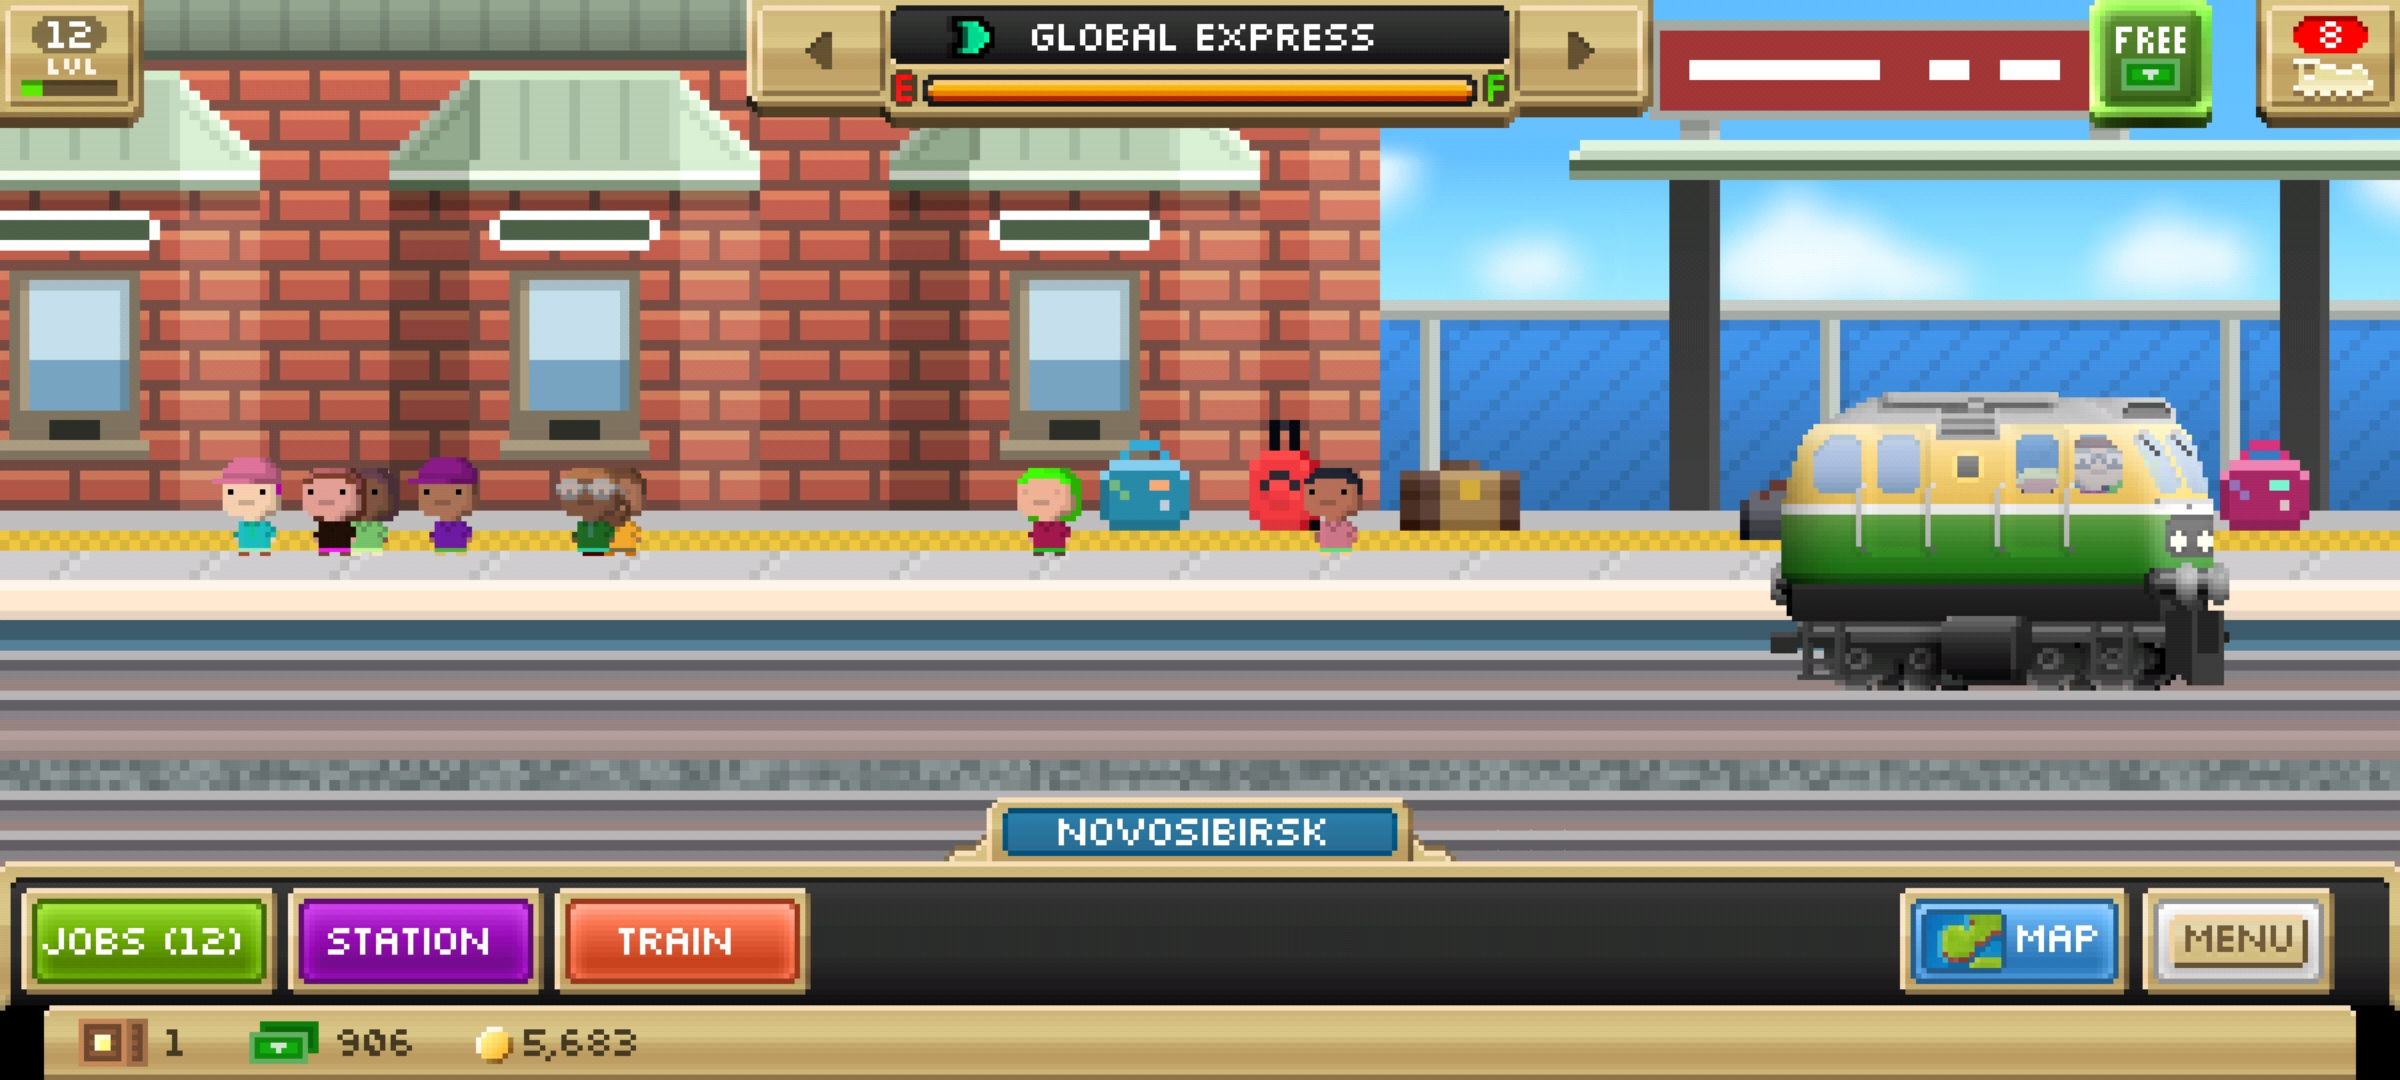 12
LVL
GLOBAL EXPRESS
E
F
FREE
8
NOVOSIBIRSK
JOBS (12)
STATION
TRAIN
MAP
MENU
1
906
5,683